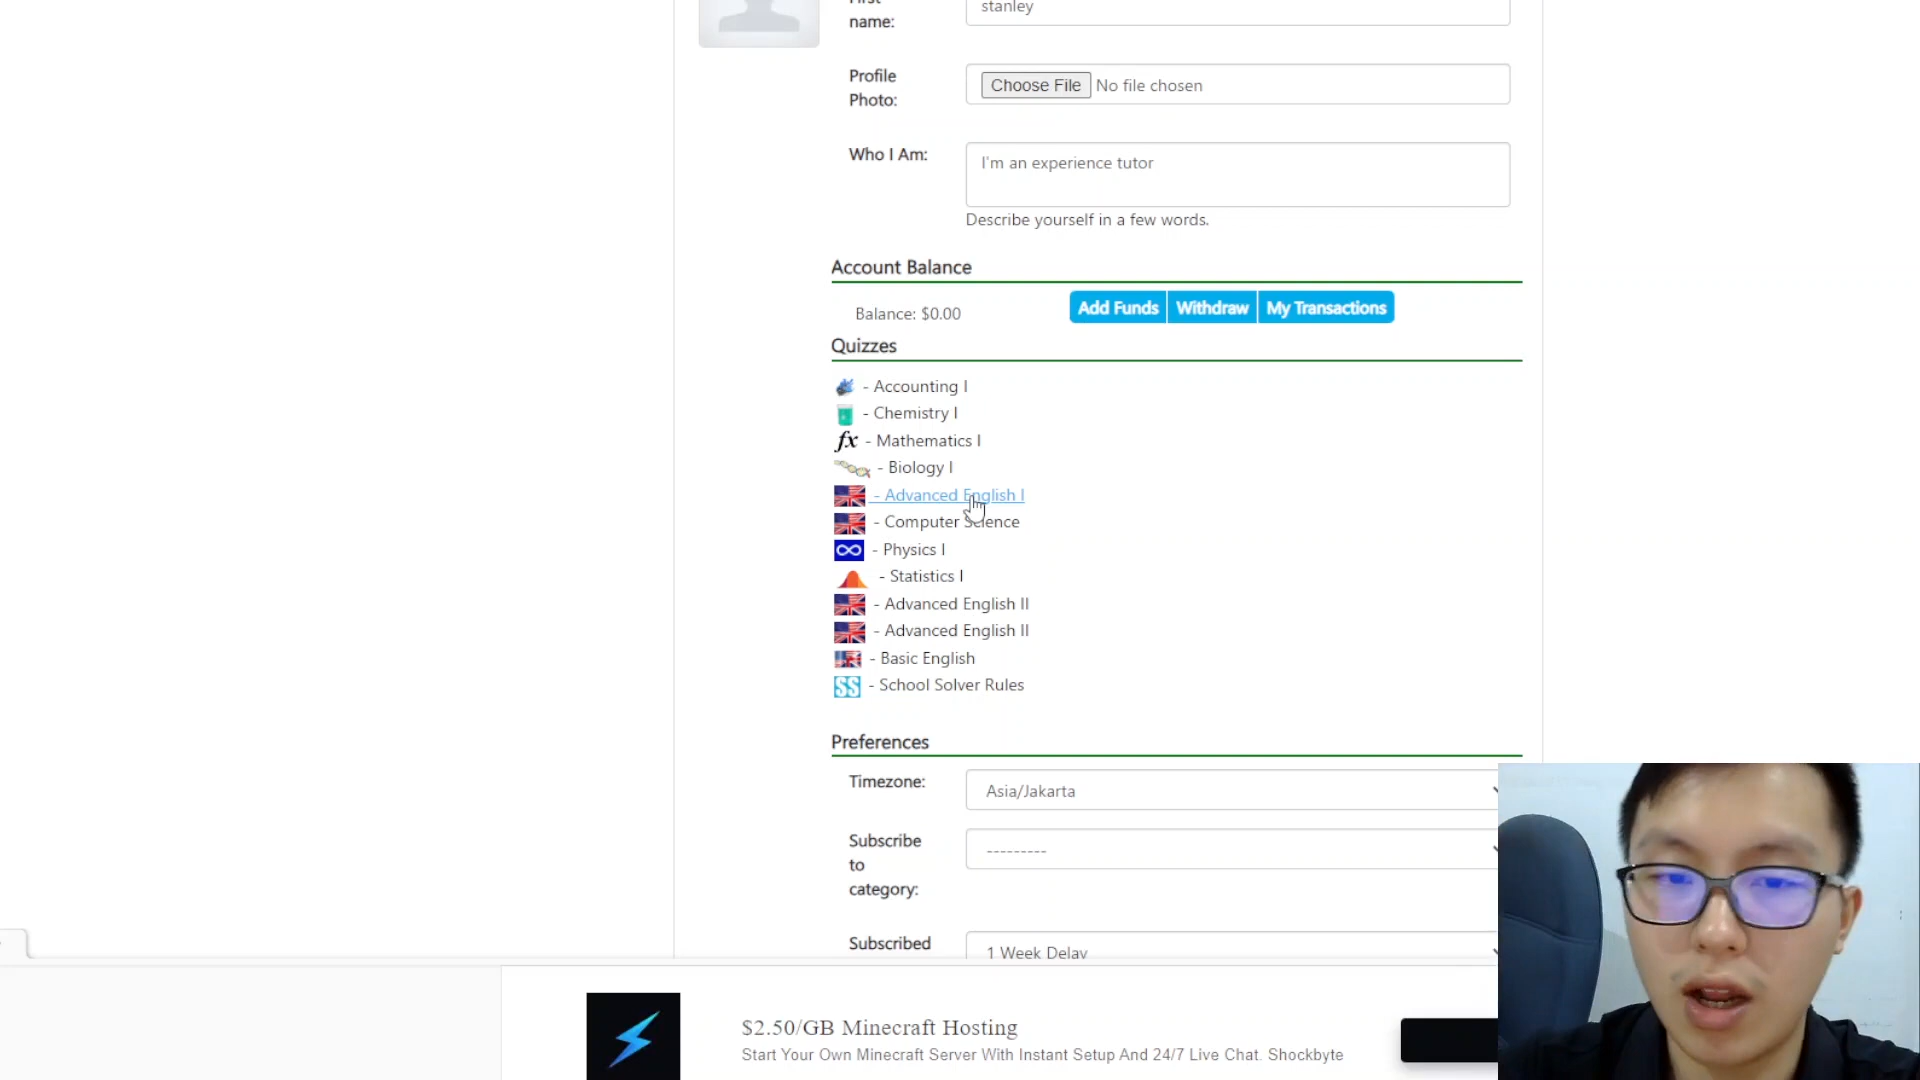 name:
stanley
Profile
Photo:
Choose File No file chosen
Who I Am:
I'm an experience tutor
Describe yourself in a few words.
Account Balance
Balance: $0.00
Add Funds
Withdraw
My Transactions
Quizzes
- Accounting I
- Chemistry I
fx - Mathematics I
- Biology I
- Advanced English I
- Computer Science
- Physics I
- Statistics I
- Advanced English II
- Advanced English II
- Basic English
SS - School Solver Rules
Preferences
Timezone:
Asia/Jakarta
Subscribe
to
category:
---------
Subscribed
1 Week Delay
$2.50/GB Minecraft Hosting
Start Your Own Minecraft Server With Instant Setup And 24/7 Live Chat. Shockbyte